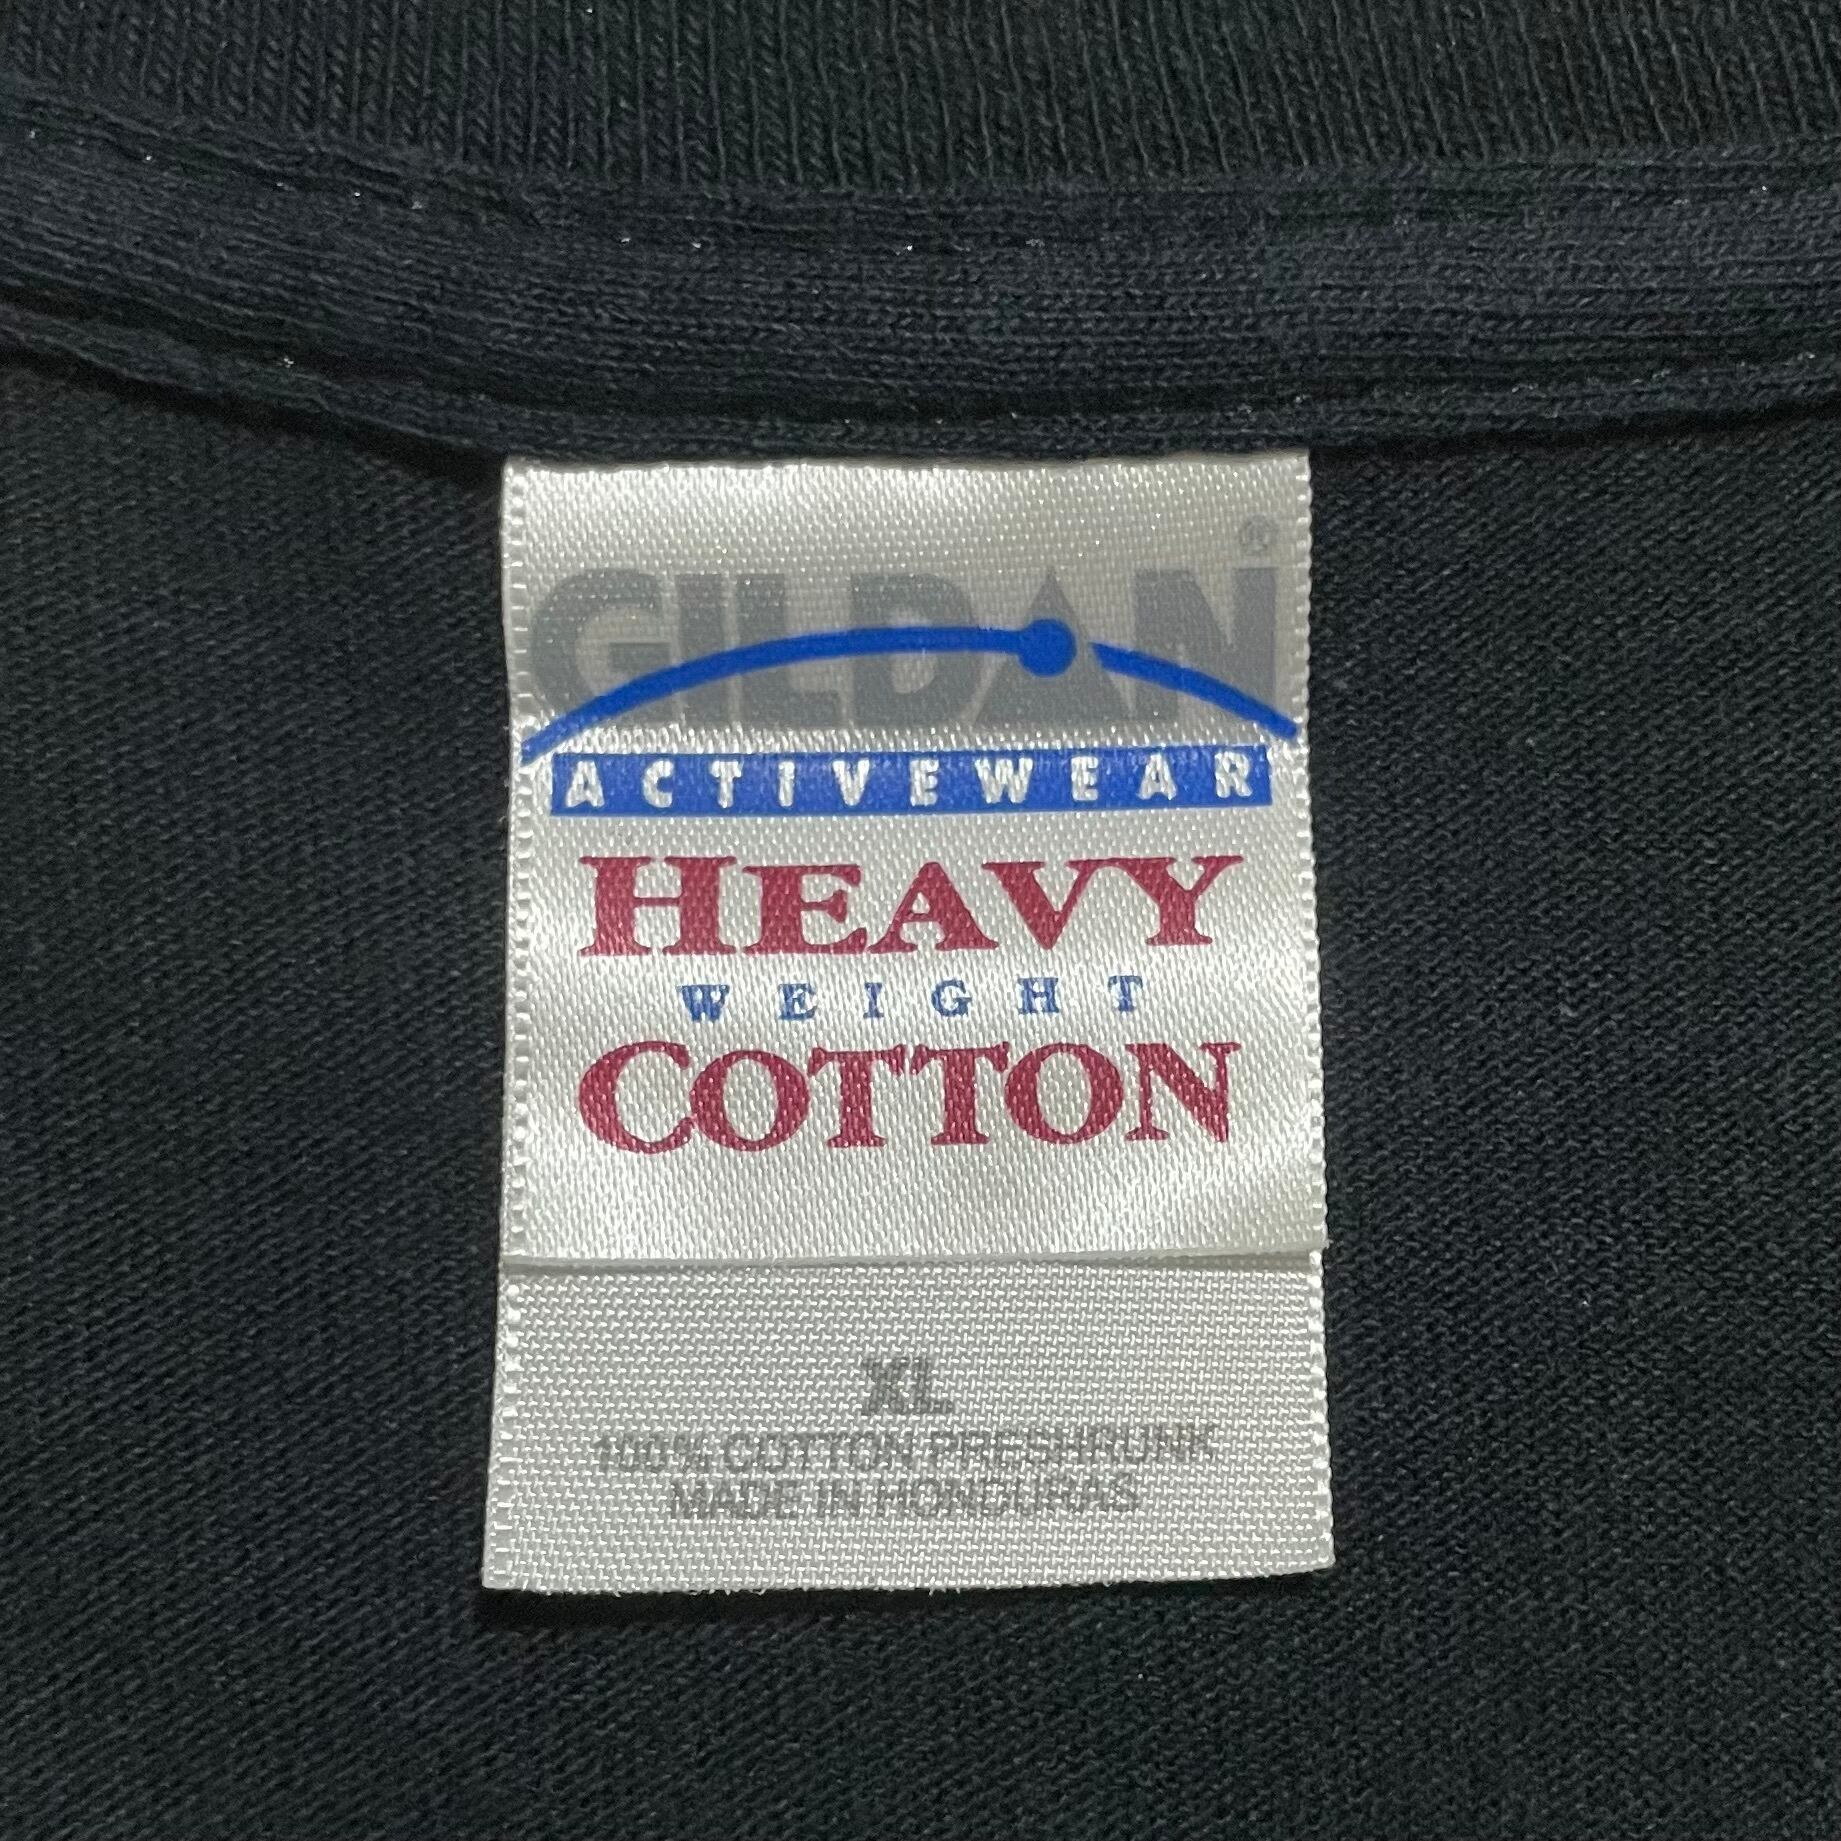 GILDAN®
ACTIVEWEAR
HEAVY
WEIGHT
COTTON
XL
100% COTTON PRESHRUNK
MADE IN HONDURAS